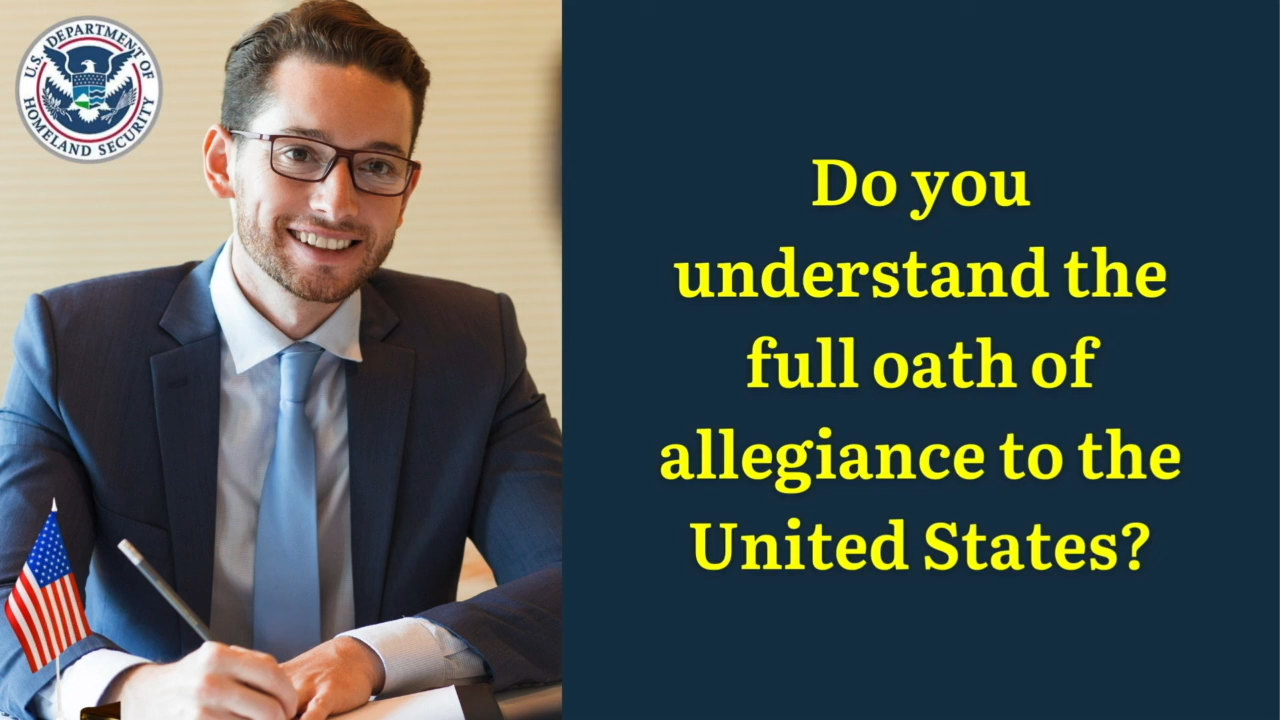 U.S. DEPARTMENT OF
HOMELAND SECURITY
Do you
understand the
full oath of
allegiance to the
United States?